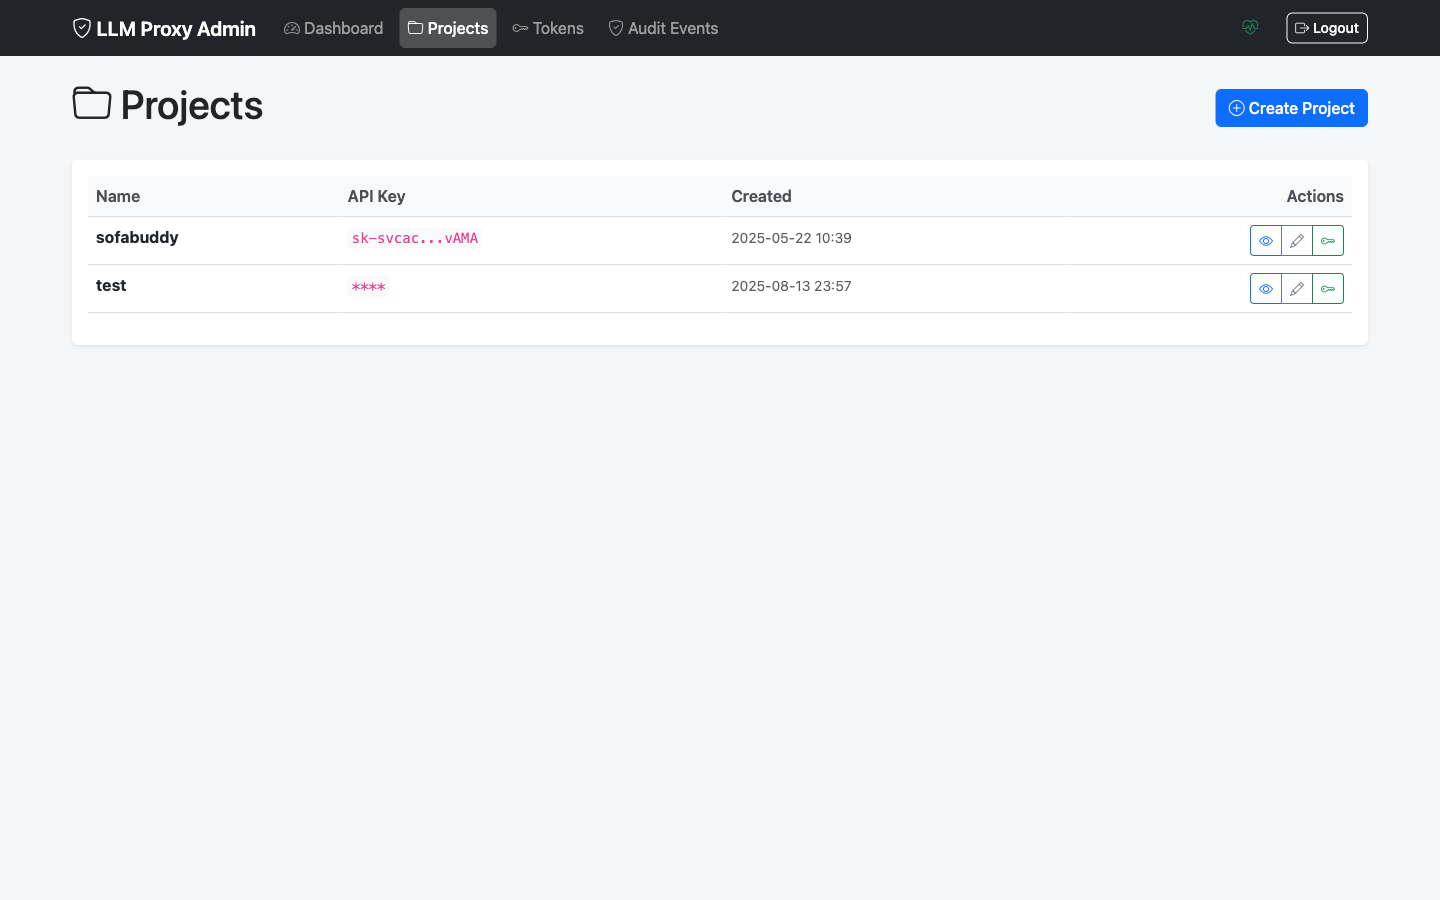 LLM Proxy Admin Dashboard Projects Tokens Audit Events Logout
Projects
Create Project
Name API Key Created Actions
sofabuddy sk-svcac...vAMA 2025-05-22 10:39
test **** 2025-08-13 23:57